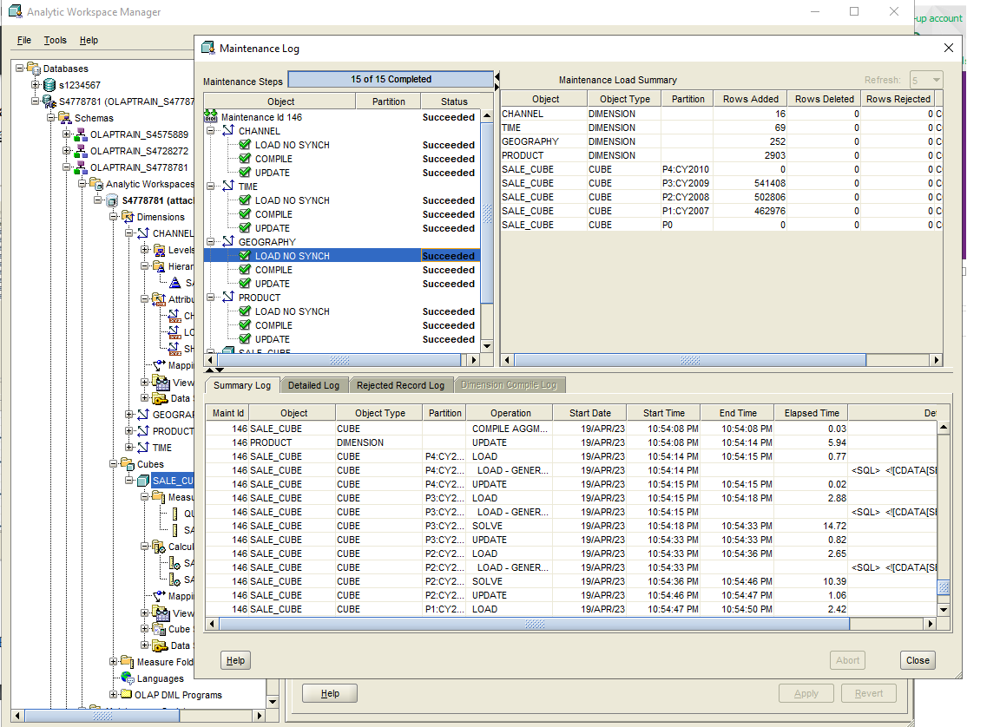 Analytic Workspace Manager
-up account
File Tools Help
Databases
s1234567
S4778781 (OLAPTRAIN_S47787
Schemas
OLAPTRAIN_S4575889
OLAPTRAIN_S4728272
OLAPTRAIN_S4778781
Analytic Workspaces
S4778781 (attac
Dimensions
CHANNEL
Levels
Hierar
SA
Attribu
CH
LO
SH
Mappi
View
Data S
GEOGRA
PRODUCT
TIME
Cubes
SALE_CU
Measu
QU
SA
Calcul
SA
SA
Mappi
View
Cube S
Data S
Measure Fold
Languages
OLAP DML Programs
Maintenance Log
Maintenance Steps 15 of 15 Completed
Object Partition Status
Maintenance Id 146 Succeeded
CHANNEL
LOAD NO SYNCH Succeeded
COMPILE Succeeded
UPDATE Succeeded
TIME
LOAD NO SYNCH Succeeded
COMPILE Succeeded
UPDATE Succeeded
GEOGRAPHY
LOAD NO SYNCH Succeeded
COMPILE Succeeded
UPDATE Succeeded
PRODUCT
LOAD NO SYNCH Succeeded
COMPILE Succeeded
UPDATE Succeeded
SALE_CUBE
Maintenance Load Summary Refresh: 5
Object Object Type Partition Rows Added Rows Deleted Rows Rejected
CHANNEL DIMENSION 16 0 0 C
TIME DIMENSION 69 0 0 C
GEOGRAPHY DIMENSION 252 0 0 C
PRODUCT DIMENSION 2903 0 0 C
SALE_CUBE CUBE P4:CY2010 0 0 0 C
SALE_CUBE CUBE P3:CY2009 541408 0 0 C
SALE_CUBE CUBE P2:CY2008 502806 0 0 C
SALE_CUBE CUBE P1:CY2007 462976 0 0 C
SALE_CUBE CUBE P0 0 0 0 C
Summary Log Detailed Log Rejected Record Log Dimension Compile Log
Maint Id Object Object Type Partition Operation Start Date Start Time End Time Elapsed Time Det
146 SALE_CUBE CUBE COMPILE AGGM... 19/APR/23 10:54:08 PM 10:54:08 PM 0.03
146 PRODUCT DIMENSION UPDATE 19/APR/23 10:54:08 PM 10:54:14 PM 5.94
146 SALE_CUBE CUBE P4:CY2... LOAD 19/APR/23 10:54:14 PM 10:54:15 PM 0.77
146 SALE_CUBE CUBE P4:CY2... LOAD - GENER... 19/APR/23 10:54:14 PM <SQL> <![CDATA[SE
146 SALE_CUBE CUBE P4:CY2... UPDATE 19/APR/23 10:54:15 PM 10:54:15 PM 0.02
146 SALE_CUBE CUBE P3:CY2... LOAD 19/APR/23 10:54:15 PM 10:54:18 PM 2.88
146 SALE_CUBE CUBE P3:CY2... LOAD - GENER... 19/APR/23 10:54:15 PM <SQL> <![CDATA[SE
146 SALE_CUBE CUBE P3:CY2... SOLVE 19/APR/23 10:54:18 PM 10:54:33 PM 14.72
146 SALE_CUBE CUBE P3:CY2... UPDATE 19/APR/23 10:54:33 PM 10:54:33 PM 0.82
146 SALE_CUBE CUBE P2:CY2... LOAD 19/APR/23 10:54:33 PM 10:54:36 PM 2.65
146 SALE_CUBE CUBE P2:CY2... LOAD - GENER... 19/APR/23 10:54:33 PM <SQL> <![CDATA[SE
146 SALE_CUBE CUBE P2:CY2... SOLVE 19/APR/23 10:54:36 PM 10:54:46 PM 10.39
146 SALE_CUBE CUBE P2:CY2... UPDATE 19/APR/23 10:54:46 PM 10:54:47 PM 1.06
146 SALE_CUBE CUBE P1:CY2... LOAD 19/APR/23 10:54:47 PM 10:54:50 PM 2.42
Help Abort Close
Help Apply Revert